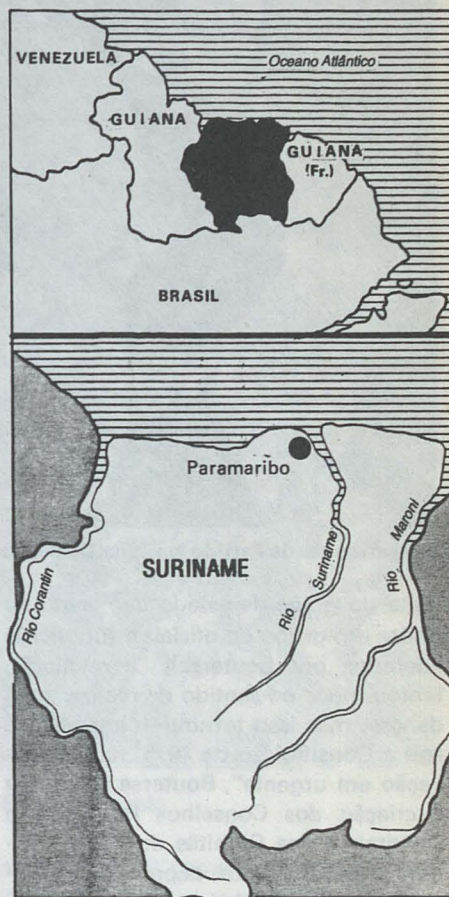 VENEZUELA
Oceano Atlântico
GUIANA
GUIANA
(Fr.)
BRASIL
Paramaribo
SURINAME
Rio Corantin
Rio Suriname
Rio Maroni